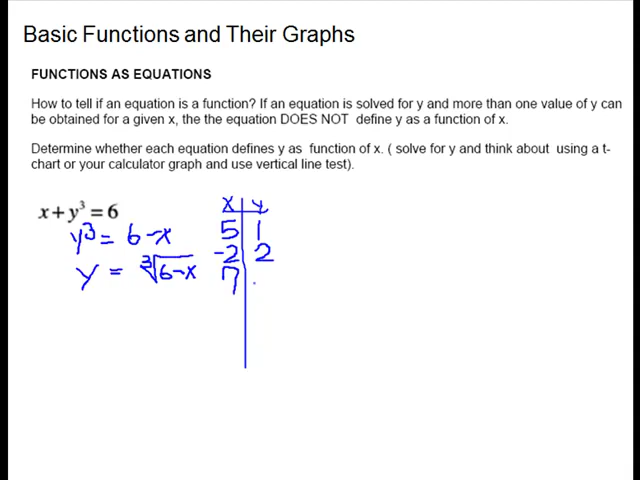 Basic Functions and Their Graphs
FUNCTIONS AS EQUATIONS
How to tell if an equation is a function? If an equation is solved for y and more than one value of y can
be obtained for a given x, the the equation DOES NOT define y as a function of x.
Determine whether each equation defines y as function of x. ( solve for y and think about using a t-
chart or your calculator graph and use vertical line test).
x + y³ = 6
x y
y³ = 6 - x
5 1
-2 2
y = ∛6-x
7